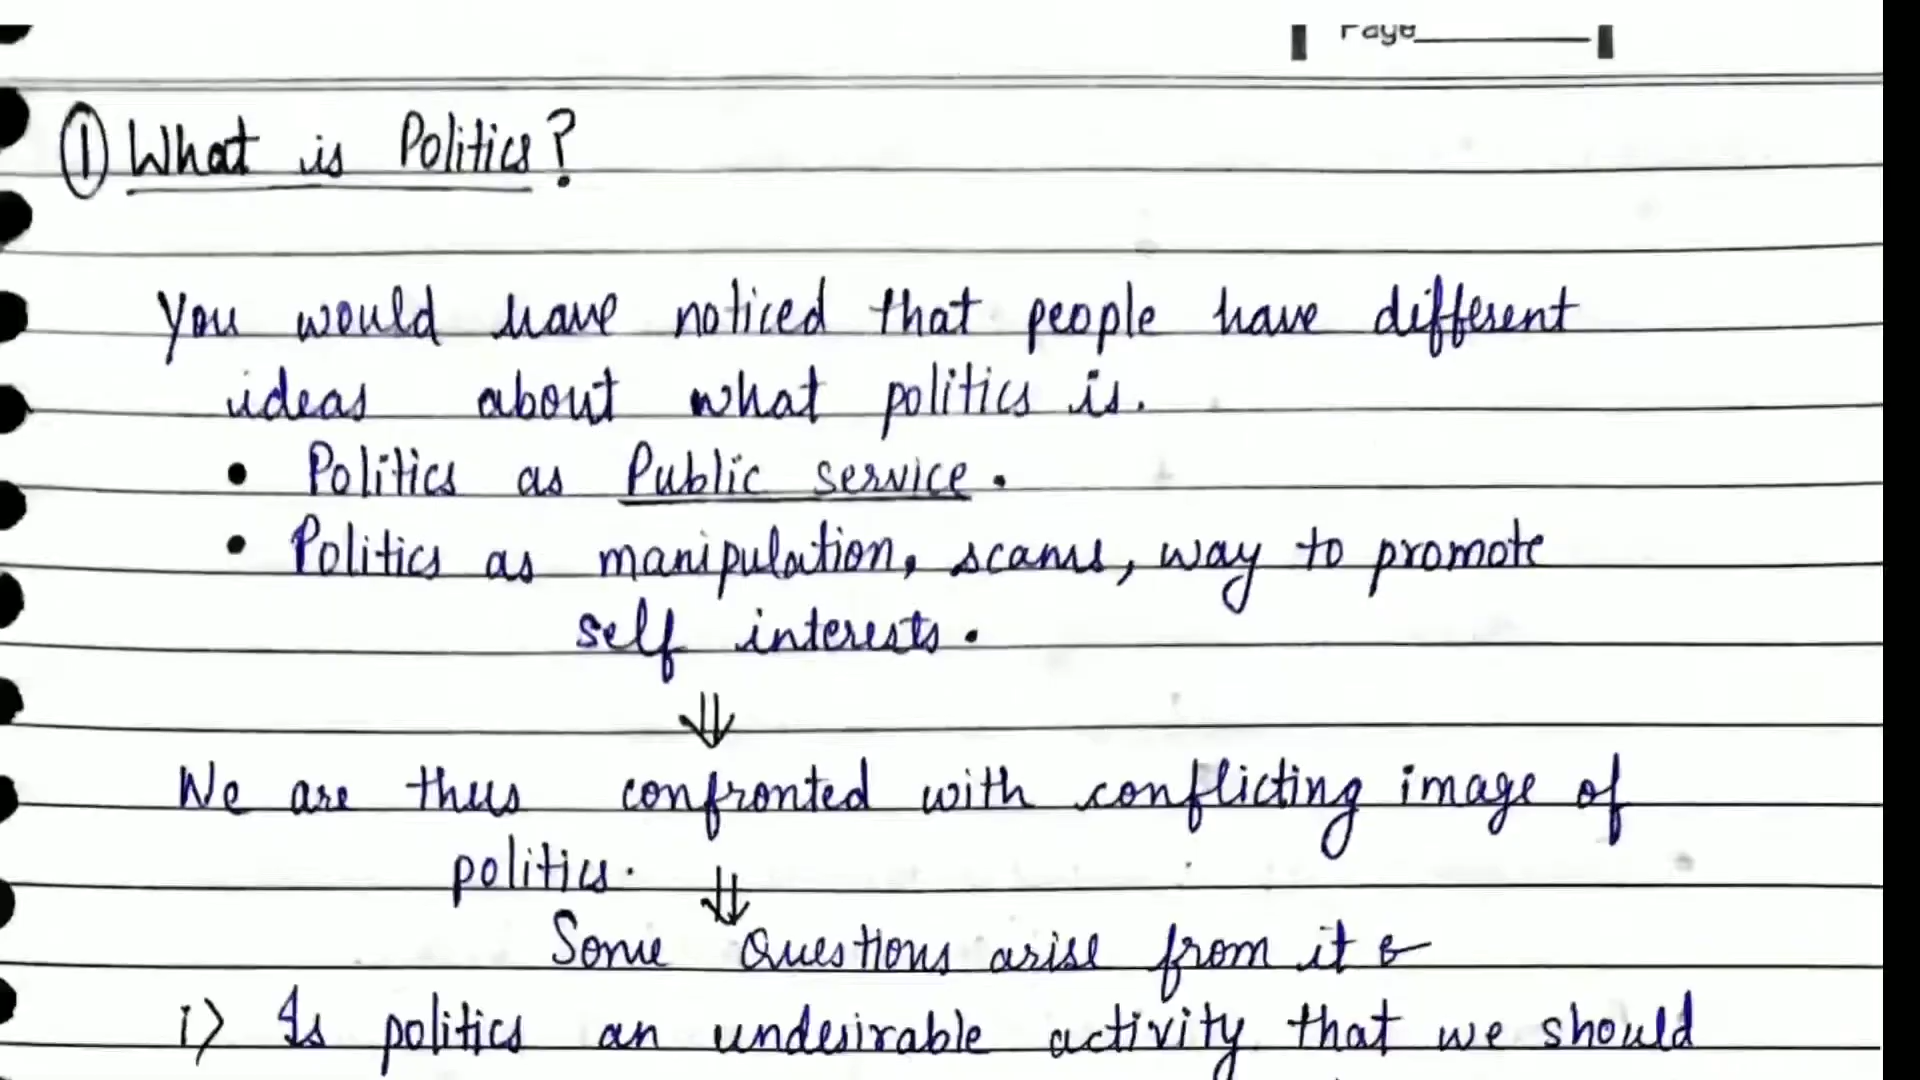 Page
① What is Politics?
You would have noticed that people have different
ideas about what politics is.
• Politics as Public service.
• Politics as manipulation, scams, way to promote
self interests.
⇓
We are thus confronted with conflicting image of
politics.
⇓
Some Questions arise from it :-
i) Is politics an undesirable activity that we should